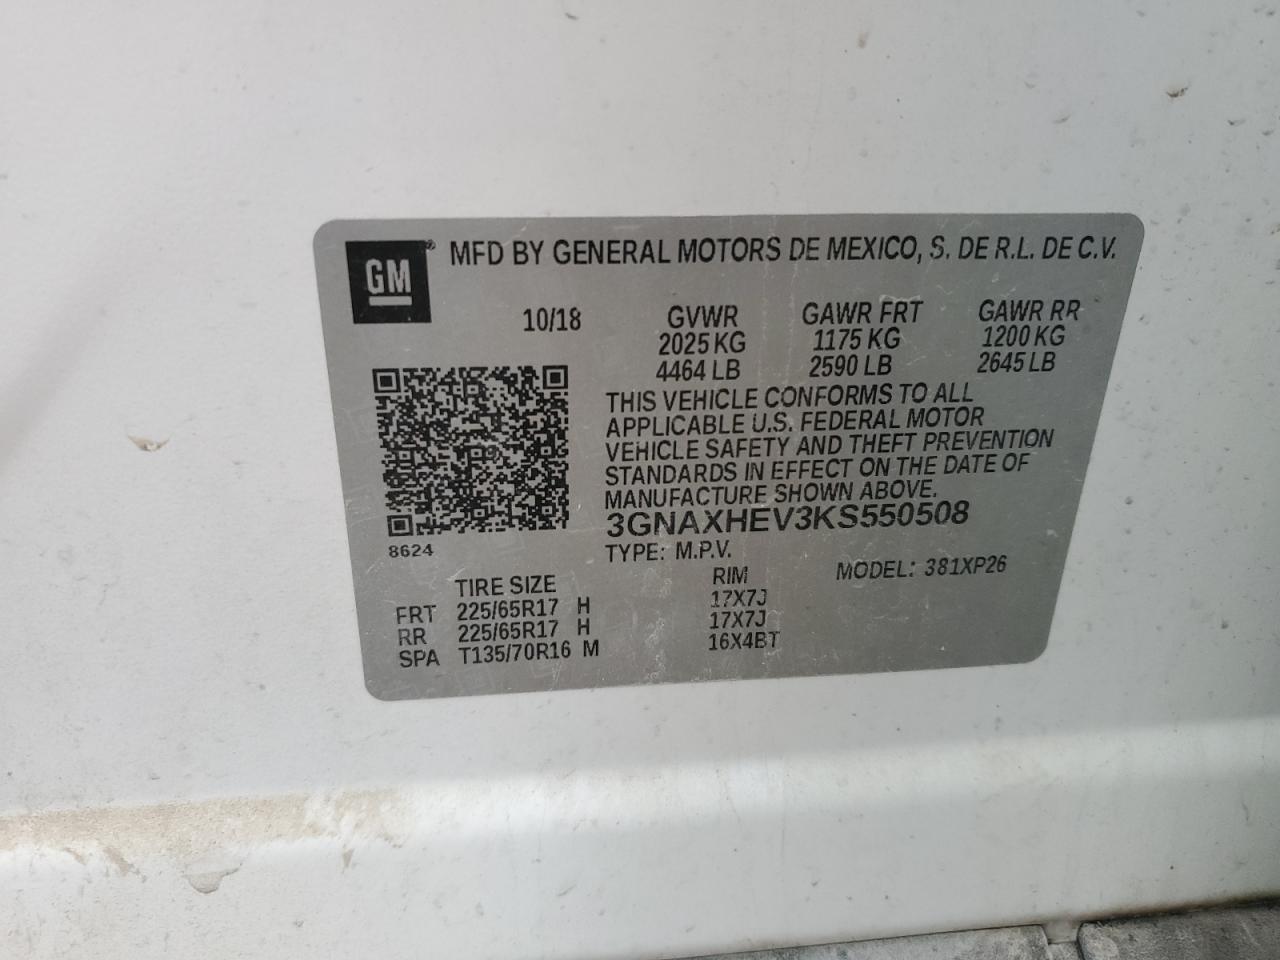 GM ® MFD BY GENERAL MOTORS DE MEXICO, S. DE R.L. DE C.V.
10/18 GVWR GAWR FRT GAWR RR
2025 KG 1175 KG 1200 KG
4464 LB 2590 LB 2645 LB
THIS VEHICLE CONFORMS TO ALL
APPLICABLE U.S. FEDERAL MOTOR
VEHICLE SAFETY AND THEFT PREVENTION
STANDARDS IN EFFECT ON THE DATE OF
MANUFACTURE SHOWN ABOVE.
3GNAXHEV3KS550508
8624 TYPE: M.P.V. MODEL: 381XP26
TIRE SIZE RIM
FRT 225/65R17 H 17X7J
RR 225/65R17 H 17X7J
SPA T135/70R16 M 16X4BT